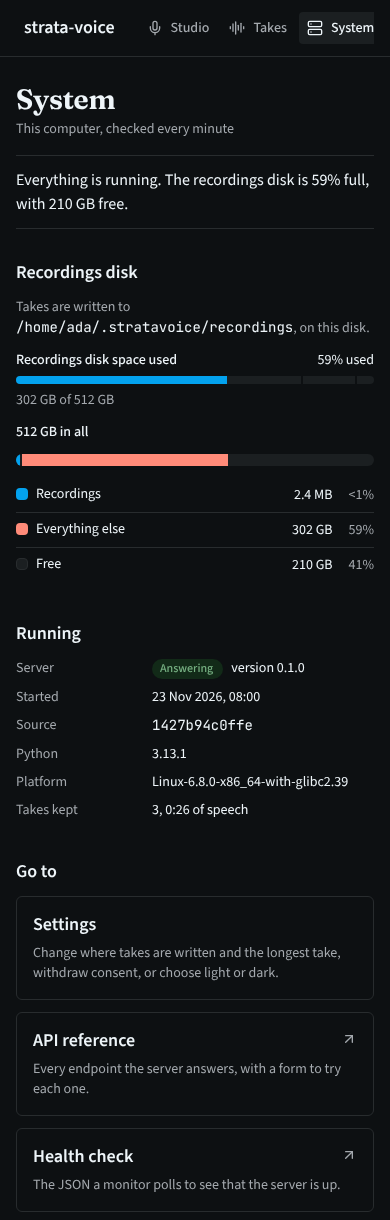 strata-voice
Studio
Takes
System
System
This computer, checked every minute
Everything is running. The recordings disk is 59% full,
with 210 GB free.
Recordings disk
Takes are written to
/home/ada/.stratavoice/recordings, on this disk.
Recordings disk space used 59% used
302 GB of 512 GB
512 GB in all
Recordings 2.4 MB <1%
Everything else 302 GB 59%
Free 210 GB 41%
Running
Server Answering version 0.1.0
Started 23 Nov 2026, 08:00
Source 1427b94c0ffe
Python 3.13.1
Platform Linux-6.8.0-x86_64-with-glibc2.39
Takes kept 3, 0:26 of speech
Go to
Settings
Change where takes are written and the longest take,
withdraw consent, or choose light or dark.
API reference
Every endpoint the server answers, with a form to try
each one.
Health check
The JSON a monitor polls to see that the server is up.